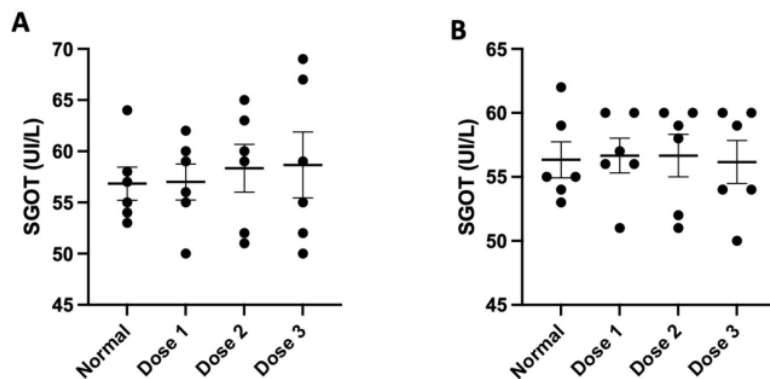 A
SGOT (UI/L)
70
65
60
55
50
45
Normal
Dose 1
Dose 2
Dose 3
B
SGOT (UI/L)
65
60
55
50
45
Normal
Dose 1
Dose 2
Dose 3